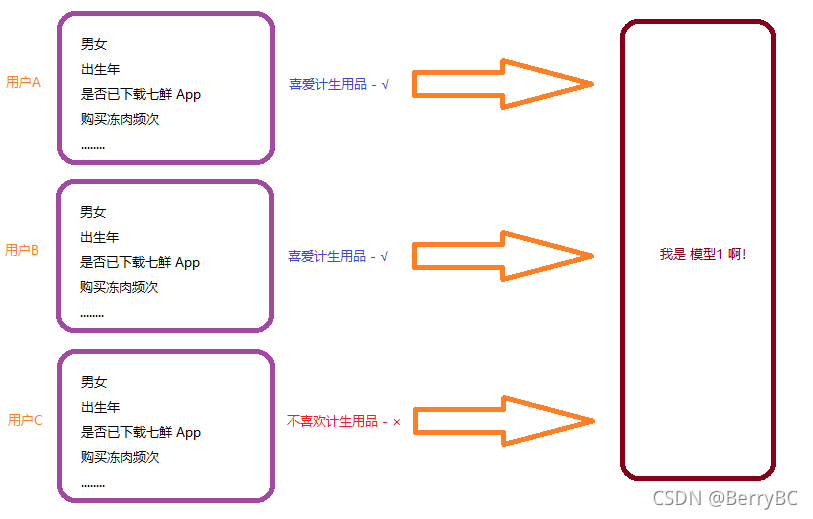 男女
出生年
用户A
喜爱计生用品 - √
是否已下载七鲜 App
购买冻肉频次
........
男女
出生年
用户B
喜爱计生用品 - √
是否已下载七鲜 App
购买冻肉频次
........
我是 模型1 啊!
男女
出生年
用户C
不喜欢计生用品 - ×
是否已下载七鲜 App
购买冻肉频次
........
CSDN @BerryBC